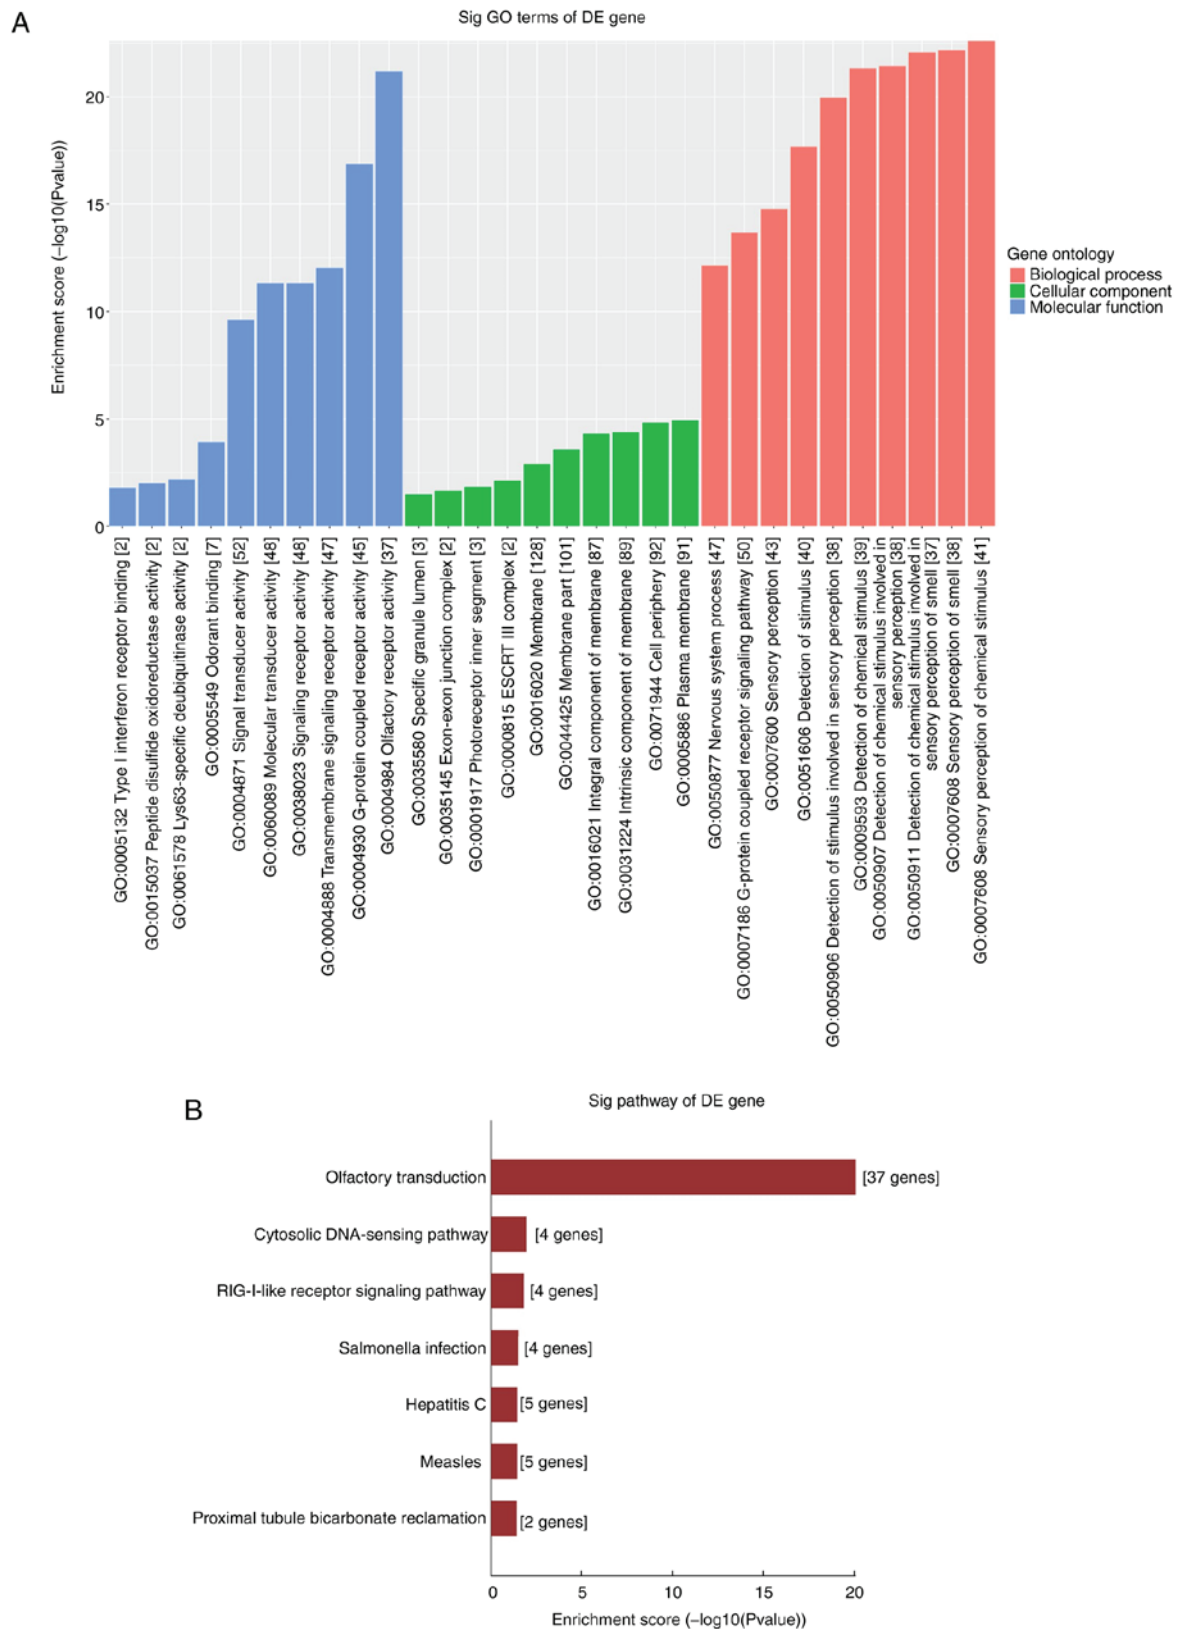 A
Sig GO terms of DE gene
Enrichment score (−log10(Pvalue))
20
15
10
5
0
Gene ontology
Biological process
Cellular component
Molecular function
GO:0005132 Type I interferon receptor binding [2]
GO:0015037 Peptide disulfide oxidoreductase activity [2]
GO:0061578 Lys63-specific deubiquitinase activity [2]
GO:0005549 Odorant binding [7]
GO:0004871 Signal transducer activity [52]
GO:0060089 Molecular transducer activity [48]
GO:0038023 Signaling receptor activity [48]
GO:0004888 Transmembrane signaling receptor activity [47]
GO:0004930 G-protein coupled receptor activity [45]
GO:0004984 Olfactory receptor activity [37]
GO:0035580 Specific granule lumen [3]
GO:0035145 Exon-exon junction complex [2]
GO:0001917 Photoreceptor inner segment [3]
GO:0000815 ESCRT III complex [2]
GO:0016020 Membrane [128]
GO:0044425 Membrane part [101]
GO:0016021 Integral component of membrane [87]
GO:0031224 Intrinsic component of membrane [89]
GO:0071944 Cell periphery [92]
GO:0005886 Plasma membrane [91]
GO:0050877 Nervous system process [47]
GO:0007186 G-protein coupled receptor signaling pathway [50]
GO:0007600 Sensory perception [43]
GO:0051606 Detection of stimulus [40]
GO:0050906 Detection of stimulus involved in sensory perception [38]
GO:0009593 Detection of chemical stimulus [39]
GO:0050907 Detection of chemical stimulus involved in
sensory perception [38]
GO:0050911 Detection of chemical stimulus involved in
sensory perception of smell [37]
GO:0007608 Sensory perception of smell [38]
GO:0007608 Sensory perception of chemical stimulus [41]
B
Sig pathway of DE gene
Olfactory transduction [37 genes]
Cytosolic DNA-sensing pathway [4 genes]
RIG-I-like receptor signaling pathway [4 genes]
Salmonella infection [4 genes]
Hepatitis C [5 genes]
Measles [5 genes]
Proximal tubule bicarbonate reclamation [2 genes]
0 5 10 15 20
Enrichment score (−log10(Pvalue))